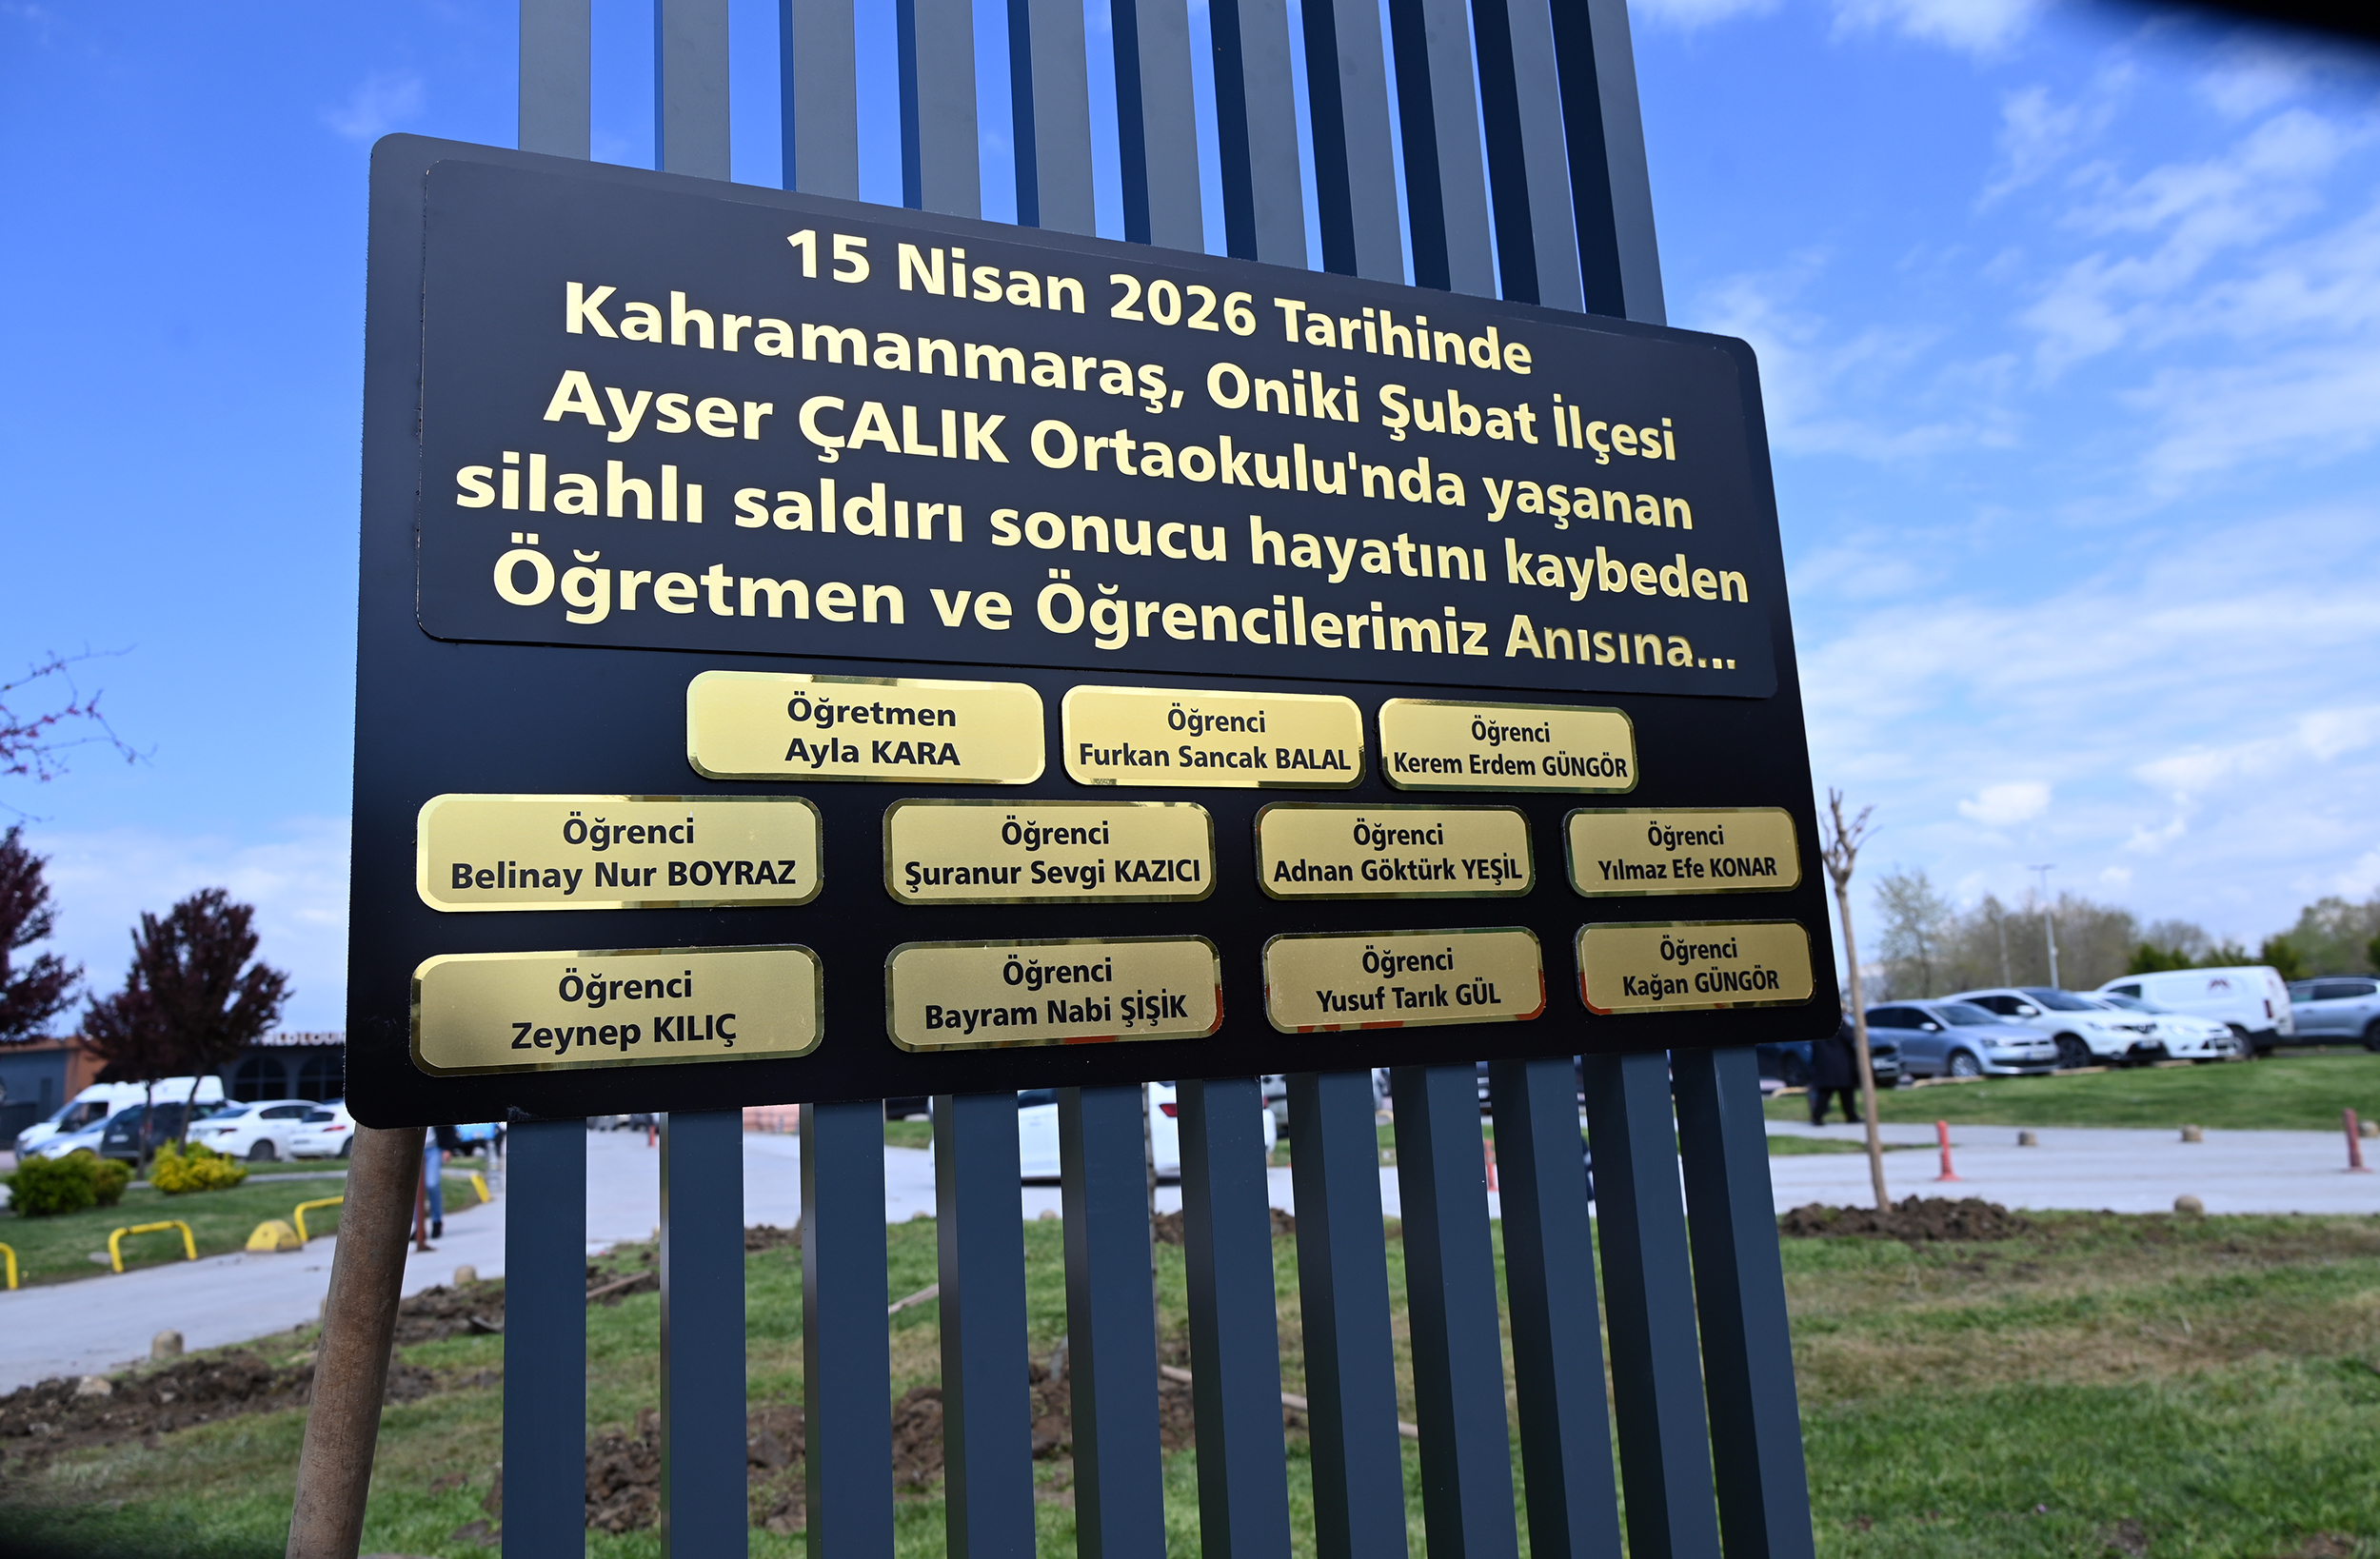 15 Nisan 2026 Tarihinde
Kahramanmaraş, Oniki Şubat İlçesi
Ayser ÇALIK Ortaokulu'nda yaşanan
silahlı saldırı sonucu hayatını kaybeden
Öğretmen ve Öğrencilerimiz Anısına...
Öğretmen
Ayla KARA
Öğrenci
Furkan Sancak BALAL
Öğrenci
Kerem Erdem GÜNGÖR
Öğrenci
Belinay Nur BOYRAZ
Öğrenci
Şuranur Sevgi KAZICI
Öğrenci
Adnan Göktürk YEŞİL
Öğrenci
Yılmaz Efe KONAR
Öğrenci
Zeynep KILIÇ
Öğrenci
Bayram Nabi ŞİŞİK
Öğrenci
Yusuf Tarık GÜL
Öğrenci
Kağan GÜNGÖR